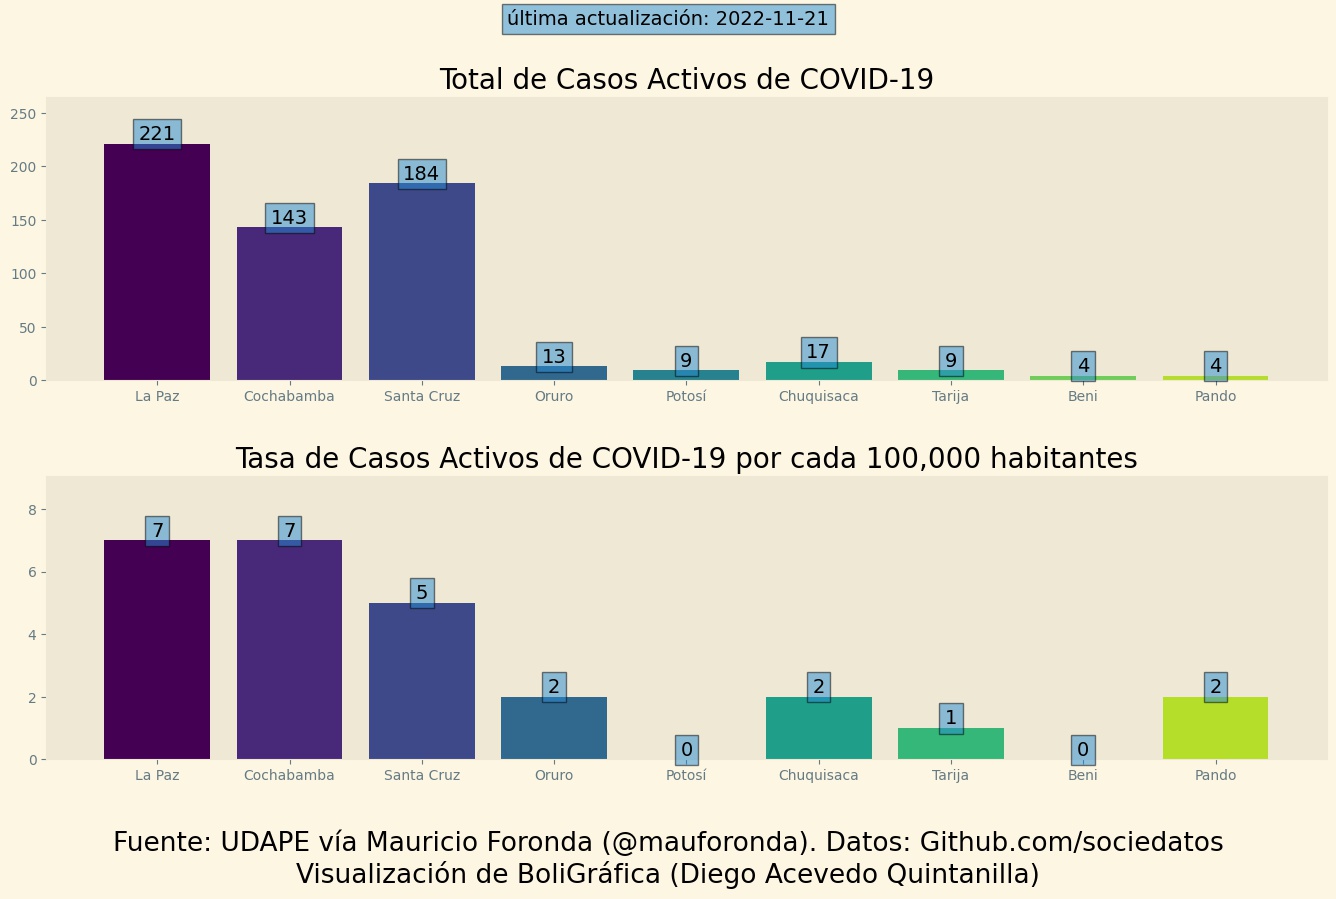 última actualización: 2022-11-21
Total de Casos Activos de COVID-19
250
200
150
100
50
0
221
143
184
13
9
17
9
4
4
La Paz
Cochabamba
Santa Cruz
Oruro
Potosí
Chuquisaca
Tarija
Beni
Pando
Tasa de Casos Activos de COVID-19 por cada 100,000 habitantes
8
6
4
2
0
7
7
5
2
0
2
1
0
2
La Paz
Cochabamba
Santa Cruz
Oruro
Potosí
Chuquisaca
Tarija
Beni
Pando
Fuente: UDAPE vía Mauricio Foronda (@mauforonda). Datos: Github.com/sociedatos
Visualización de BoliGráfica (Diego Acevedo Quintanilla)